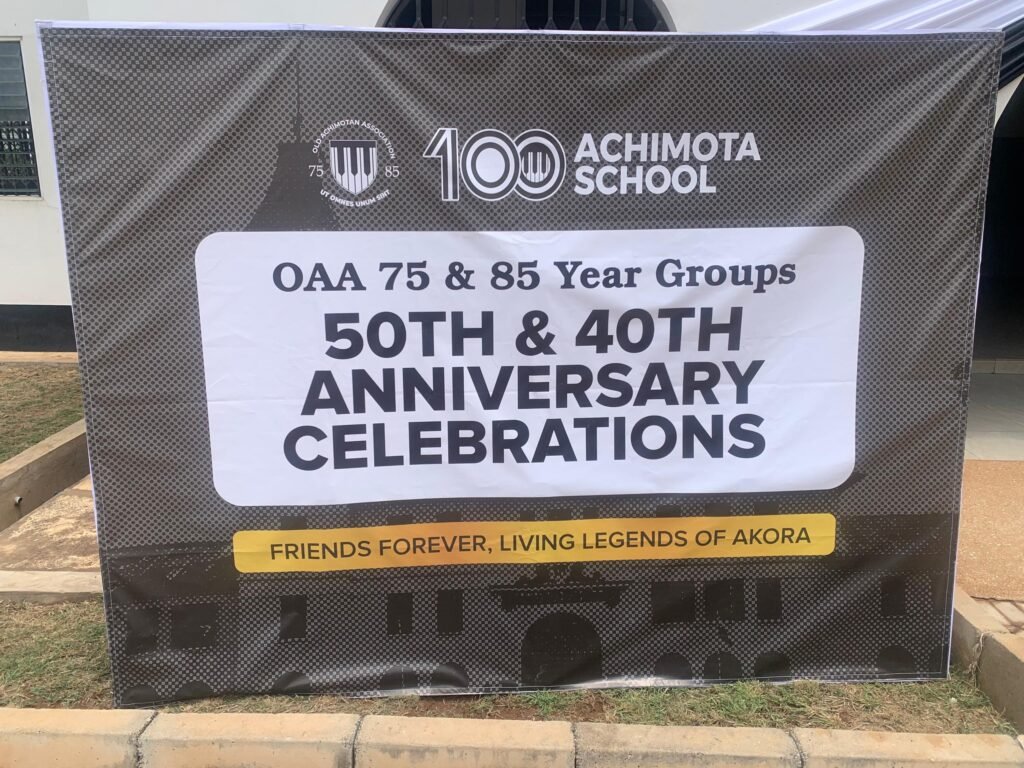 OLD ACHIMOTAN ASSOCIATION
75 85
UT OMNES UNUM SINT
100 ACHIMOTA
SCHOOL
OAA 75 & 85 Year Groups
50TH & 40TH
ANNIVERSARY
CELEBRATIONS
FRIENDS FOREVER, LIVING LEGENDS OF AKORA